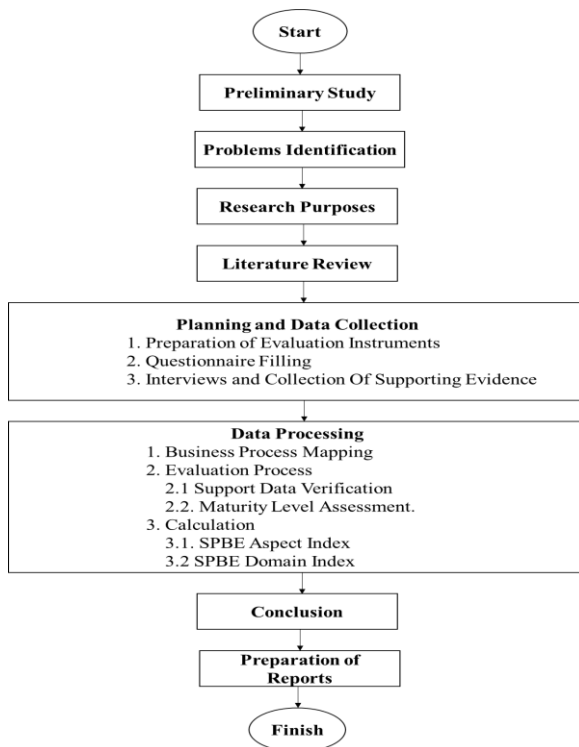 Start
Preliminary Study
Problems Identification
Research Purposes
Literature Review
Planning and Data Collection
1. Preparation of Evaluation Instruments
2. Questionnaire Filling
3. Interviews and Collection Of Supporting Evidence
Data Processing
1. Business Process Mapping
2. Evaluation Process
2.1 Support Data Verification
2.2. Maturity Level Assessment.
3. Calculation
3.1. SPBE Aspect Index
3.2 SPBE Domain Index
Conclusion
Preparation of
Reports
Finish